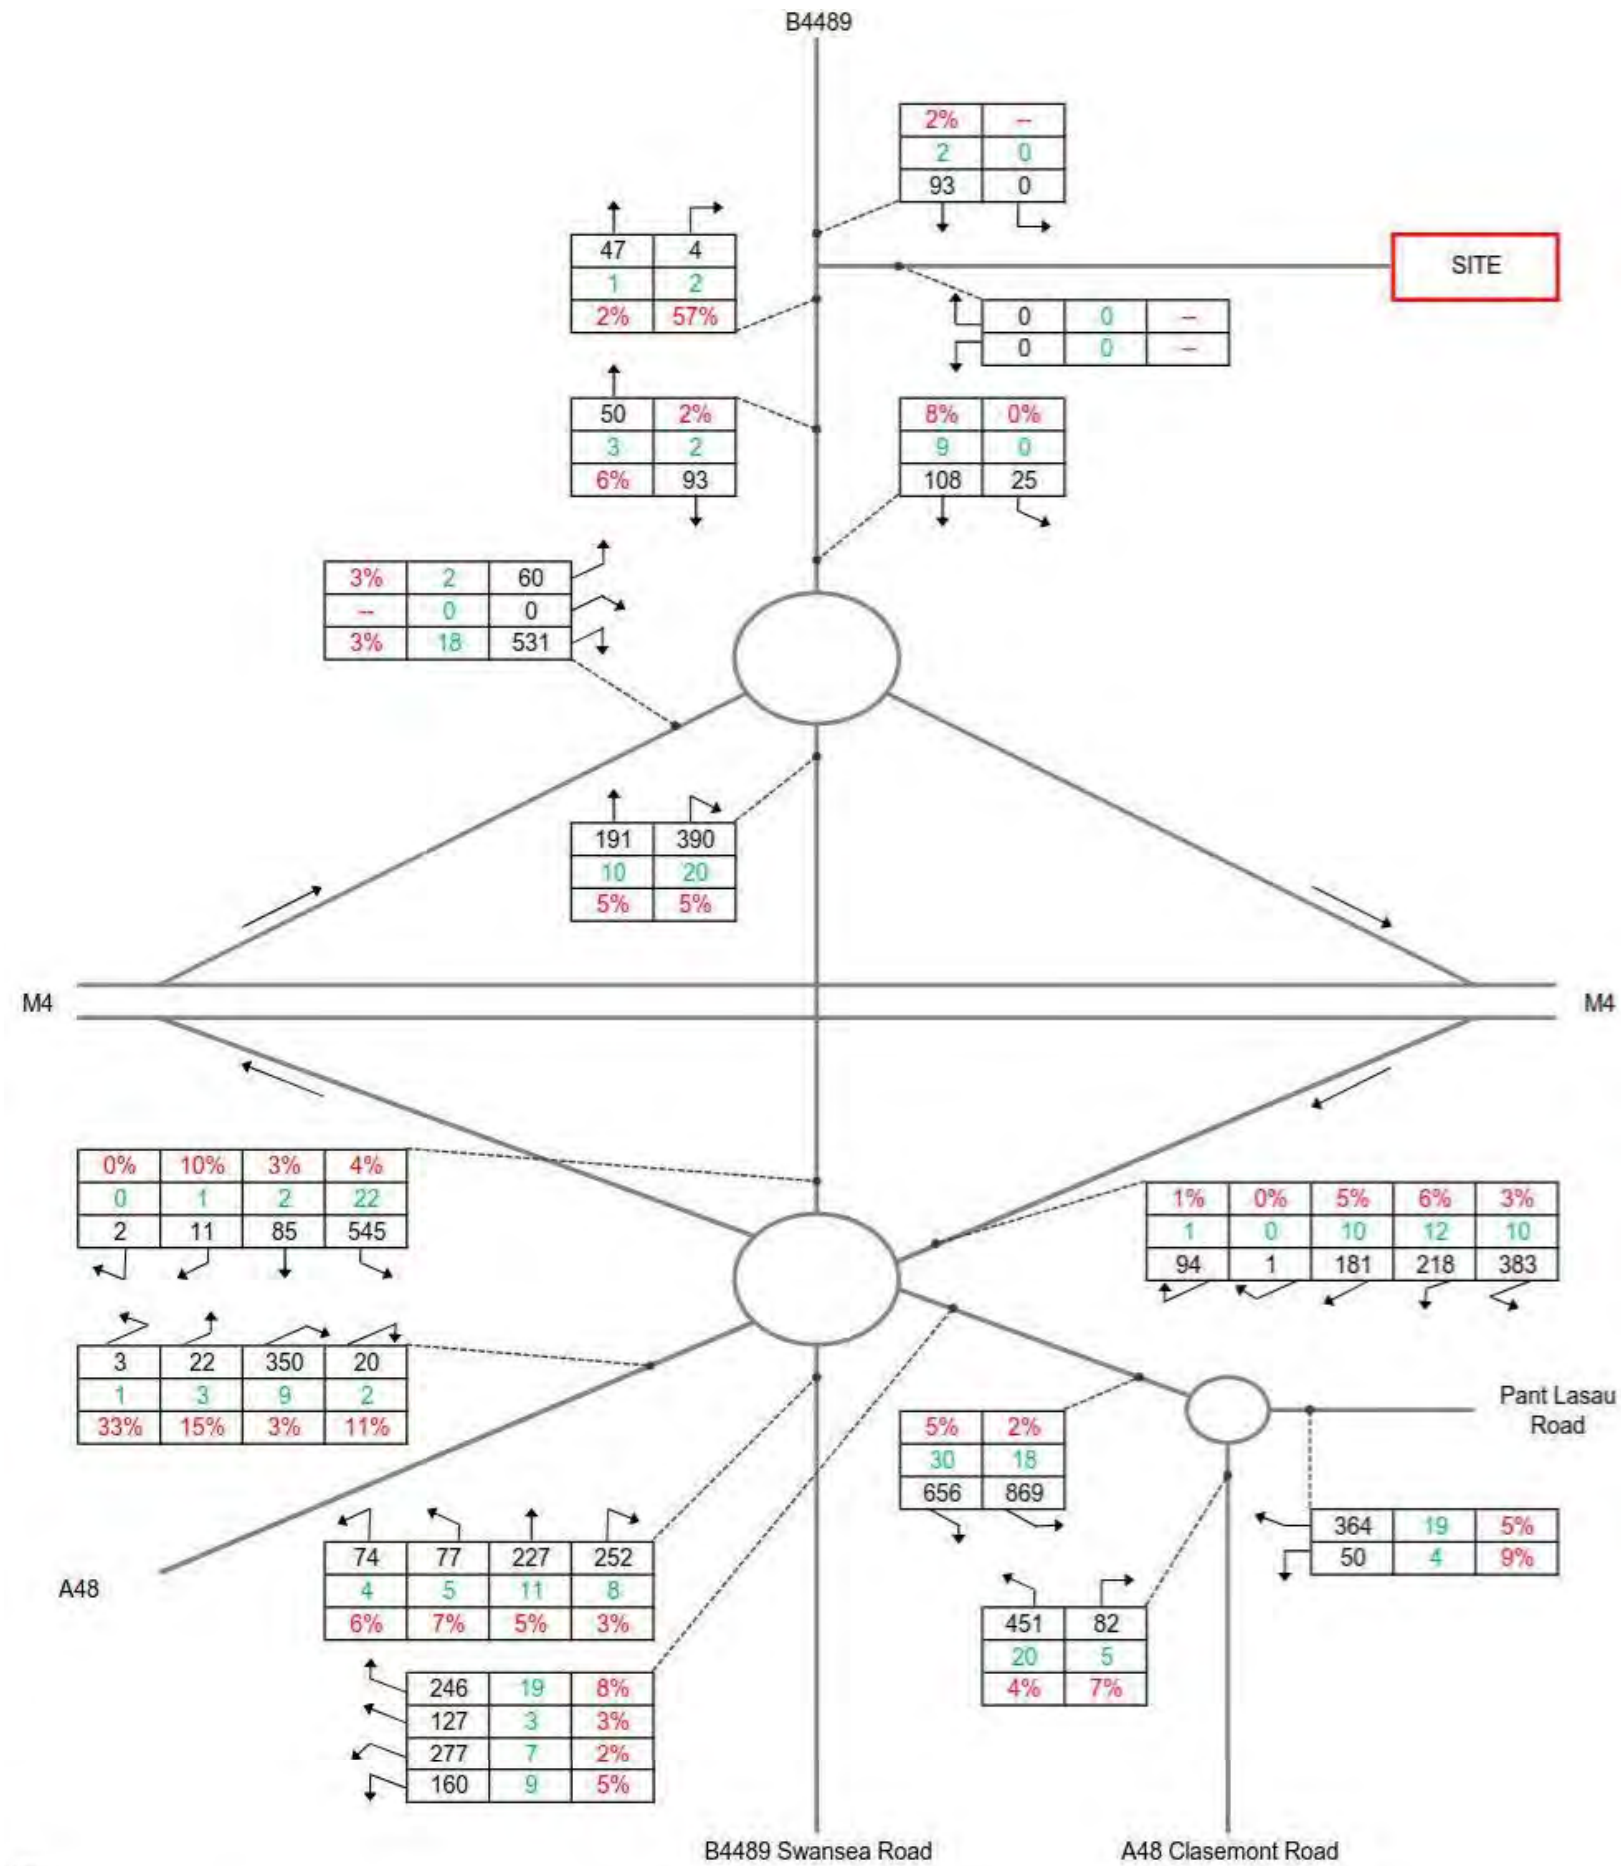 B4489
2% --
2 0
93 0
47 4
1 2
2% 57%
SITE
0 0 --
0 0 --
50 2%
3 2
6% 93
8% 0%
9 0
108 25
3% 2 60
-- 0 0
3% 18 531
191 390
10 20
5% 5%
M4
M4
0% 10% 3% 4%
0 1 2 22
2 11 85 545
1% 0% 5% 6% 3%
1 0 10 12 10
94 1 181 218 383
3 22 350 20
1 3 9 2
33% 15% 3% 11%
Pant Lasau
Road
5% 2%
30 18
656 869
364 19 5%
50 4 9%
A48
74 77 227 252
4 5 11 8
6% 7% 5% 3%
451 82
20 5
4% 7%
246 19 8%
127 3 3%
277 7 2%
160 9 5%
B4489 Swansea Road
A48 Clasemont Road